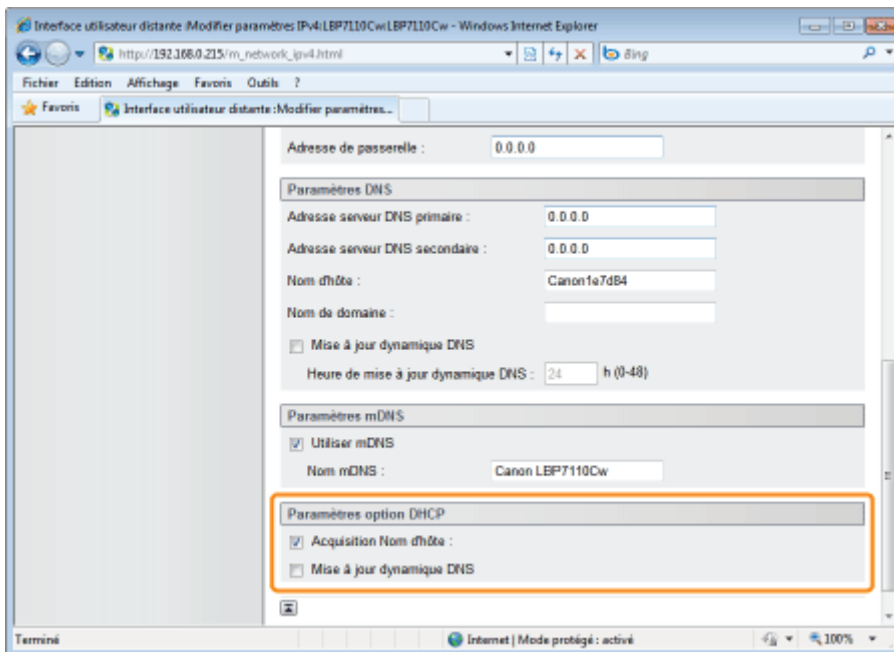 Interface utilisateur distante :Modifier paramètres IPv4:LBP7110Cw:LBP7110Cw - Windows Internet Explorer
http://192.168.0.215/m_network_ipv4.html
Bing
Fichier Edition Affichage Favoris Outils ?
Favoris Interface utilisateur distante :Modifier paramètres...
Adresse de passerelle : 0.0.0.0
Paramètres DNS
Adresse serveur DNS primaire : 0.0.0.0
Adresse serveur DNS secondaire : 0.0.0.0
Nom d'hôte : Canon1e7d84
Nom de domaine :
Mise à jour dynamique DNS
Heure de mise à jour dynamique DNS : 24 h (0-48)
Paramètres mDNS
Utiliser mDNS
Nom mDNS : Canon LBP7110Cw
Paramètres option DHCP
Acquisition Nom d'hôte :
Mise à jour dynamique DNS
Terminé Internet | Mode protégé : activé 100%